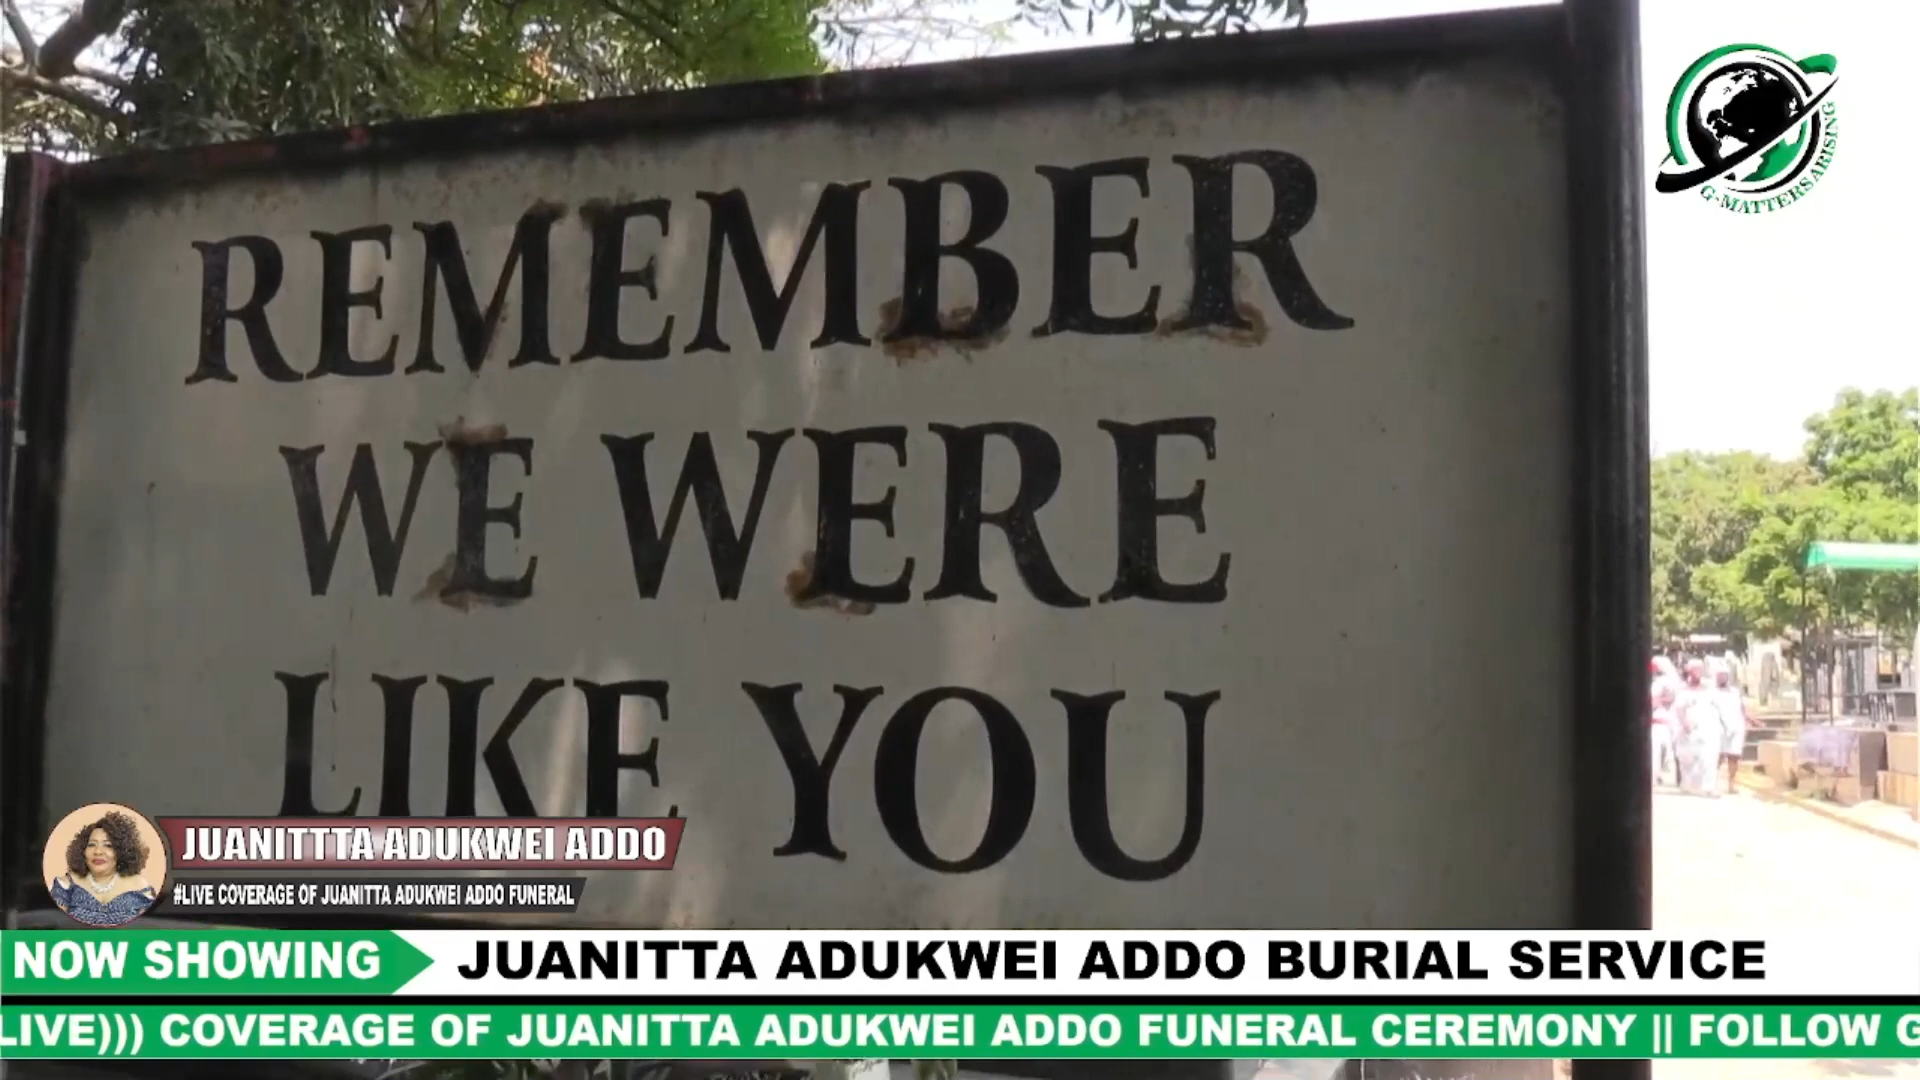 G-MATTERSARISING
REMEMBER
WE WERE
LIKE YOU
JUANITTTA ADUKWEI ADDO
#LIVE COVERAGE OF JUANITTA ADUKWEI ADDO FUNERAL
NOW SHOWING JUANITTA ADUKWEI ADDO BURIAL SERVICE
LIVE))) COVERAGE OF JUANITTA ADUKWEI ADDO FUNERAL CEREMONY || FOLLOW G